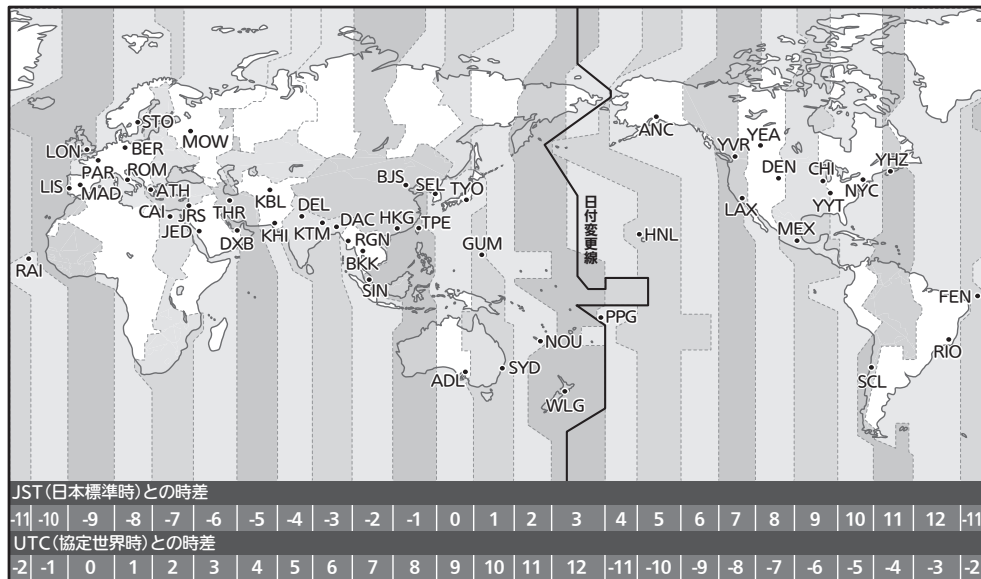 STO
MOW
LON
BER
PAR
ROM
LIS
MAD
ATH
CAI
JRS
JED
THR
DXB
KBL
KHI
DEL
KTM
DAC
RGN
BKK
SIN
HKG
TPE
BJS
SEL
TYO
GUM
RAI
ADL
SYD
NOU
WLG
日付変更線
PPG
HNL
ANC
YVR
YEA
DEN
LAX
CHI
YYT
NYC
YHZ
MEX
FEN
RIO
SCL
JST(日本標準時)との時差
-11 -10 -9 -8 -7 -6 -5 -4 -3 -2 -1 0 1 2 3 4 5 6 7 8 9 10 11 12 -11
UTC(協定世界時)との時差
-2 -1 0 1 2 3 4 5 6 7 8 9 10 11 12 -11 -10 -9 -8 -7 -6 -5 -4 -3 -2